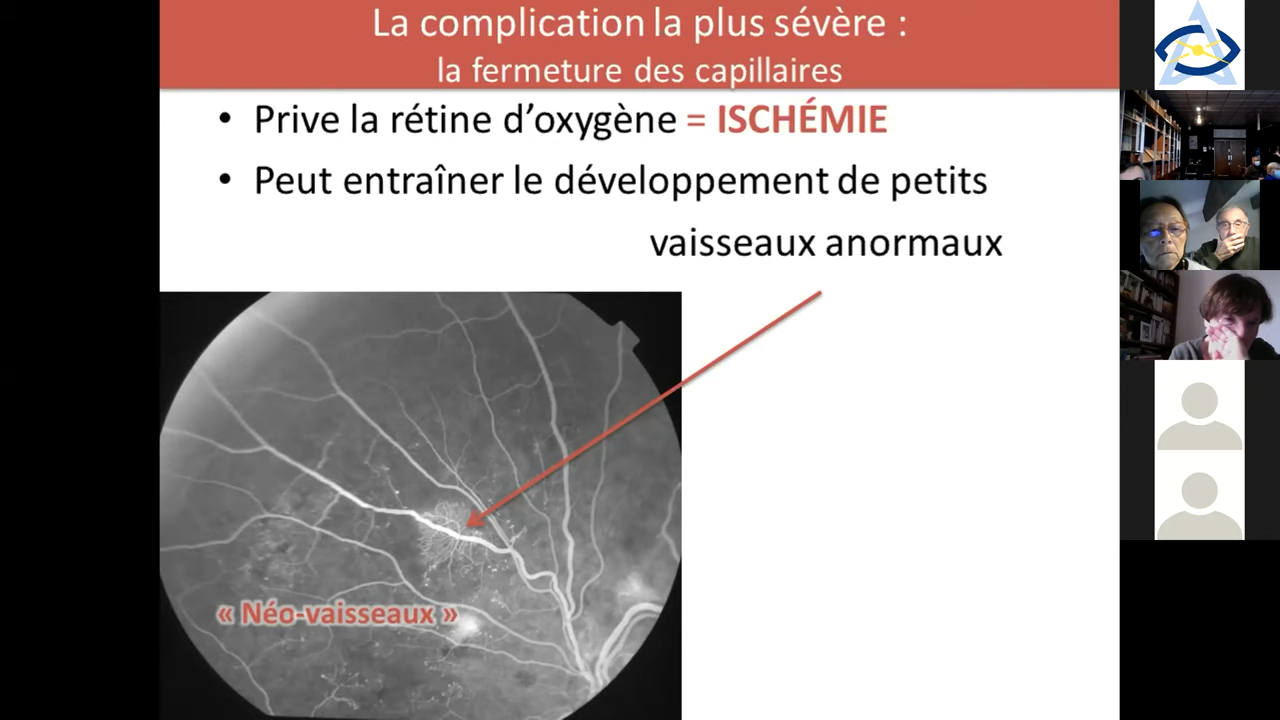 La complication la plus sévère :
la fermeture des capillaires
• Prive la rétine d’oxygène = ISCHÉMIE
• Peut entraîner le développement de petits
vaisseaux anormaux
« Néo-vaisseaux »